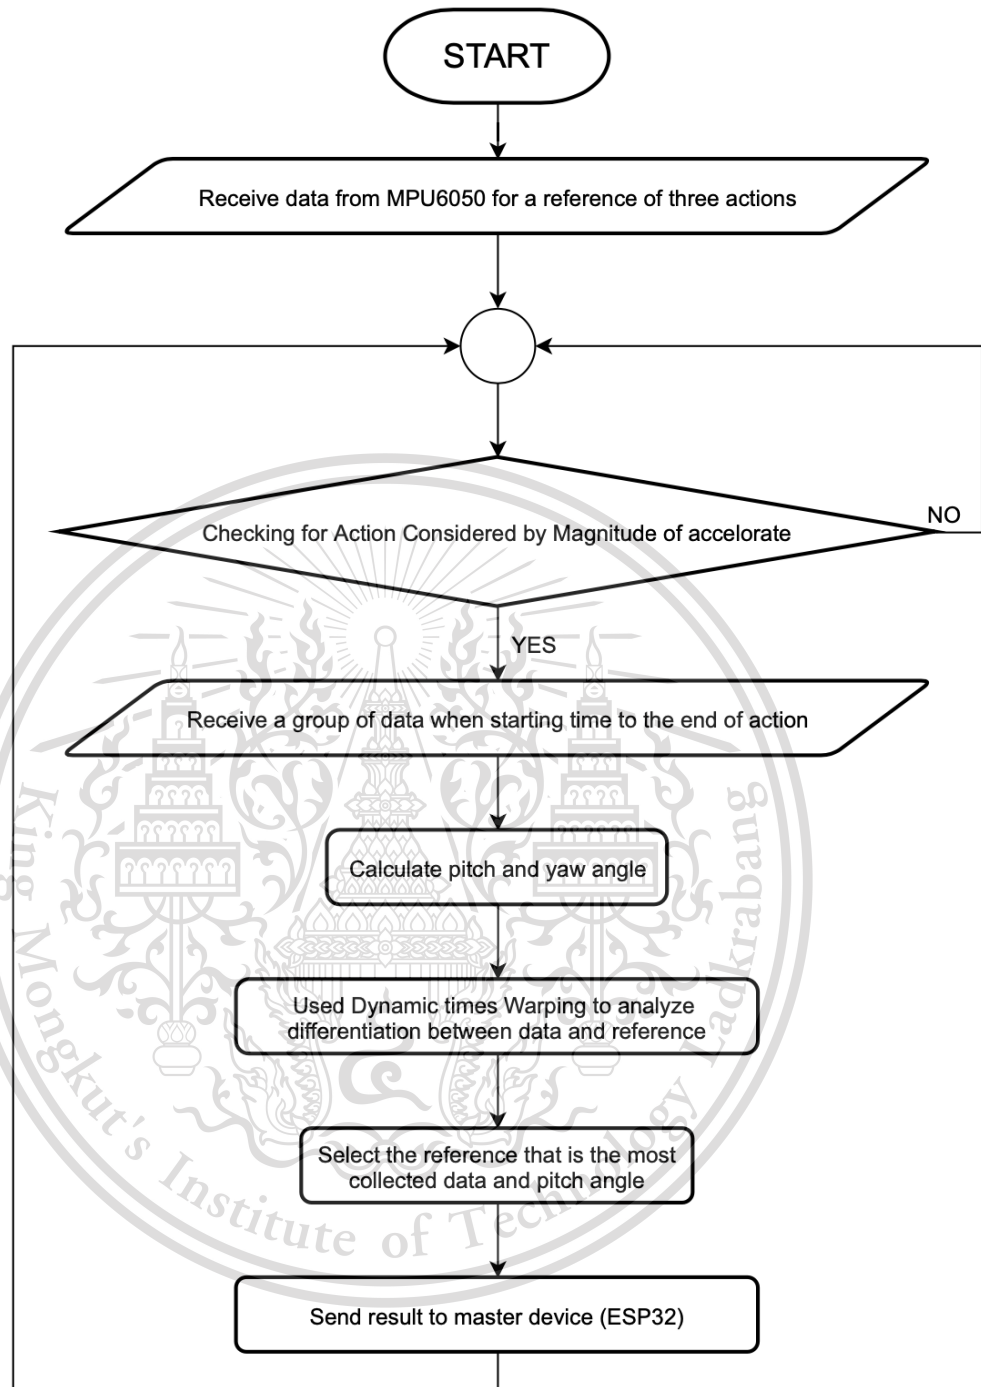 START
Receive data from MPU6050 for a reference of three actions
Checking for Action Considered by Magnitude of accelorate
NO
YES
Receive a group of data when starting time to the end of action
Calculate pitch and yaw angle
Used Dynamic times Warping to analyze
differentiation between data and reference
Select the reference that is the most
collected data and pitch angle
Send result to master device (ESP32)
King Mongkut's Institute of Technology Ladkrabang